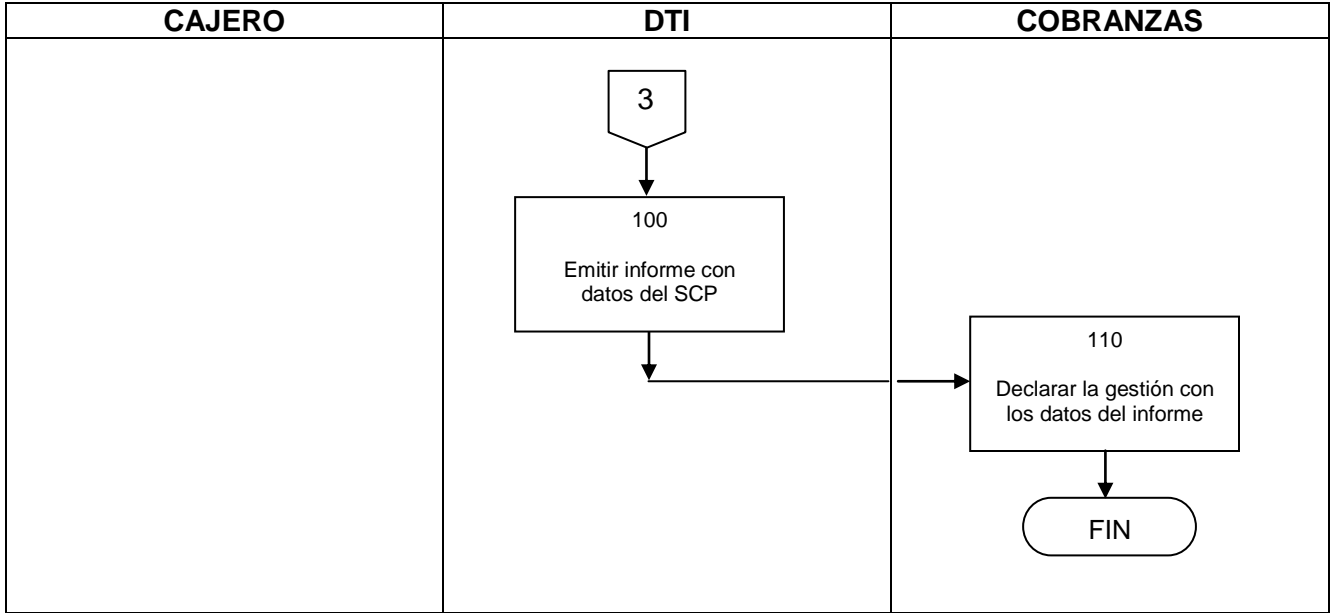 CAJERO
DTI
COBRANZAS
3
100
Emitir informe con
datos del SCP
110
Declarar la gestión con
los datos del informe
FIN